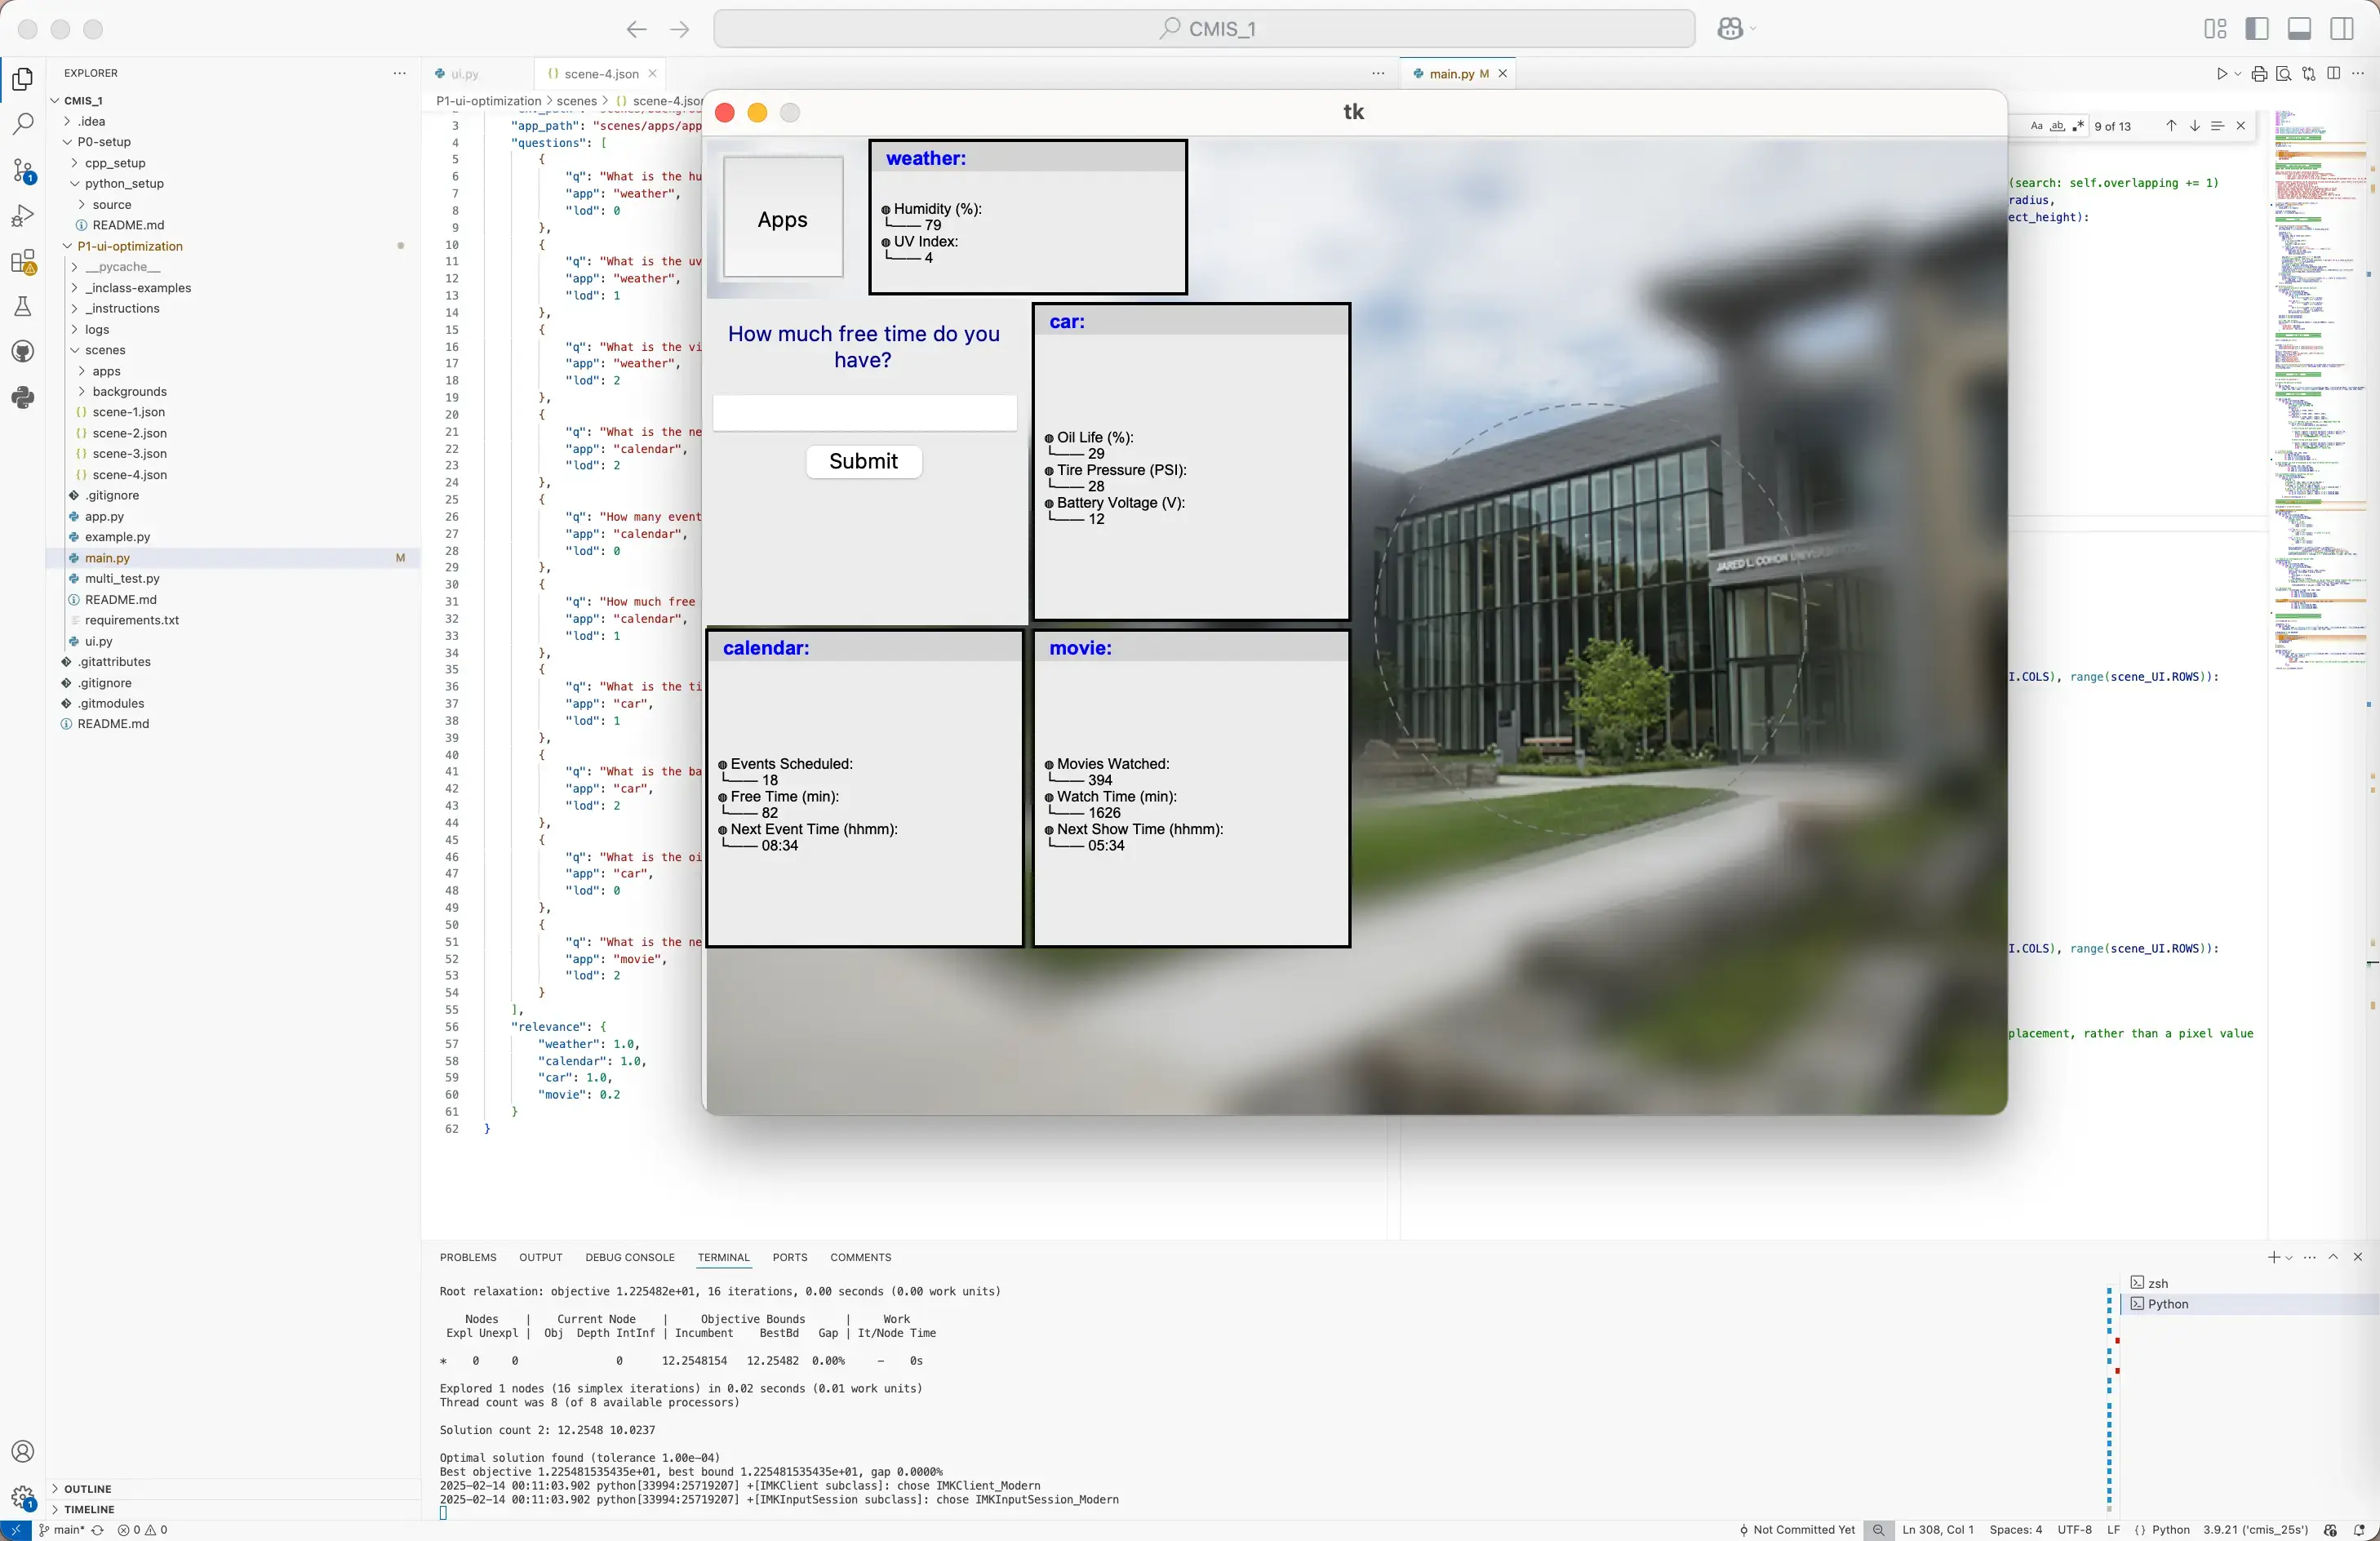 CMIS_1
EXPLORER
CMIS_1
.idea
P0-setup
cpp_setup
python_setup
source
README.md
P1-ui-optimization
__pycache__
_inclass-examples
_instructions
logs
scenes
apps
backgrounds
{} scene-1.json
{} scene-2.json
{} scene-3.json
{} scene-4.json
.gitignore
app.py
example.py
main.py M
multi_test.py
README.md
requirements.txt
ui.py
.gitattributes
.gitignore
.gitmodules
README.md
OUTLINE
TIMELINE
ui.py
{} scene-4.json
P1-ui-optimization > scenes > {} scene-4.json
3 "app_path": "scenes/apps/app
4 "questions": [
5 {
6 "q": "What is the hu
7 "app": "weather",
8 "lod": 0
9 },
10 {
11 "q": "What is the uv
12 "app": "weather",
13 "lod": 1
14 },
15 {
16 "q": "What is the vi
17 "app": "weather",
18 "lod": 2
19 },
20 {
21 "q": "What is the ne
22 "app": "calendar",
23 "lod": 2
24 },
25 {
26 "q": "How many event
27 "app": "calendar",
28 "lod": 0
29 },
30 {
31 "q": "How much free
32 "app": "calendar",
33 "lod": 1
34 },
35 {
36 "q": "What is the ti
37 "app": "car",
38 "lod": 1
39 },
40 {
41 "q": "What is the ba
42 "app": "car",
43 "lod": 2
44 },
45 {
46 "q": "What is the oi
47 "app": "car",
48 "lod": 0
49 },
50 {
51 "q": "What is the ne
52 "app": "movie",
53 "lod": 2
54 }
55 ],
56 "relevance": {
57 "weather": 1.0,
58 "calendar": 1.0,
59 "car": 1.0,
60 "movie": 0.2
61 }
62 }
tk
Apps
weather:
Humidity (%):
79
UV Index:
4
How much free time do you
have?
Submit
car:
Oil Life (%):
29
Tire Pressure (PSI):
28
Battery Voltage (V):
12
calendar:
Events Scheduled:
18
Free Time (min):
82
Next Event Time (hhmm):
08:34
movie:
Movies Watched:
394
Watch Time (min):
1626
Next Show Time (hhmm):
05:34
JARED L. COHON
main.py M
Aa ab 9 of 13
(search: self.overlapping += 1)
radius,
ect_height):
I.COLS), range(scene_UI.ROWS)):
I.COLS), range(scene_UI.ROWS)):
placement, rather than a pixel value
PROBLEMS OUTPUT DEBUG CONSOLE TERMINAL PORTS COMMENTS
Root relaxation: objective 1.225482e+01, 16 iterations, 0.00 seconds (0.00 work units)
Nodes | Current Node | Objective Bounds | Work
Expl Unexpl | Obj Depth IntInf | Incumbent BestBd Gap | It/Node Time
* 0 0 0 12.2548154 12.25482 0.00% - 0s
Explored 1 nodes (16 simplex iterations) in 0.02 seconds (0.01 work units)
Thread count was 8 (of 8 available processors)
Solution count 2: 12.2548 10.0237
Optimal solution found (tolerance 1.00e-04)
Best objective 1.225481535435e+01, best bound 1.225481535435e+01, gap 0.0000%
2025-02-14 00:11:03.902 python[33994:25719207] +[IMKClient subclass]: chose IMKClient_Modern
2025-02-14 00:11:03.902 python[33994:25719207] +[IMKInputSession subclass]: chose IMKInputSession_Modern
zsh
Python
main* 0 0
Not Committed Yet
Ln 308, Col 1
Spaces: 4
UTF-8
LF
{} Python
3.9.21 ('cmis_25s')